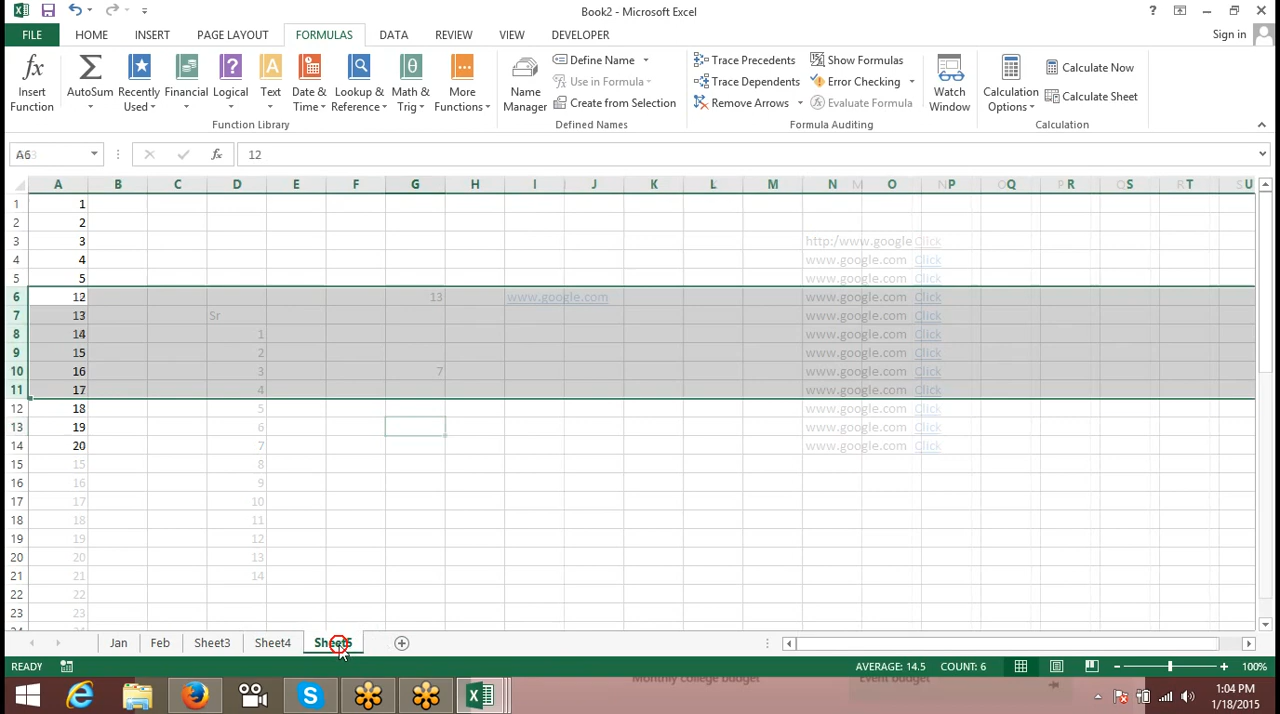 Book2 - Microsoft Excel
FILE HOME INSERT PAGE LAYOUT FORMULAS DATA REVIEW VIEW DEVELOPER Sign in
Insert Function
AutoSum
Recently Used
Financial
Logical
Text
Date & Time
Lookup & Reference
Math & Trig
More Functions
Function Library
Name Manager
Define Name
Use in Formula
Create from Selection
Defined Names
Trace Precedents
Trace Dependents
Remove Arrows
Show Formulas
Error Checking
Evaluate Formula
Formula Auditing
Watch Window
Calculation Options
Calculate Now
Calculate Sheet
Calculation
A6 fx 12
A B C D E F G H I J K L M N O P Q R S T U
1 1
2 2
3 3 http:/www.google Click
4 4 www.google.com Click
5 5 www.google.com Click
6 12 13 www.google.com www.google.com Click
7 13 Sr www.google.com Click
8 14 1 www.google.com Click
9 15 2 www.google.com Click
10 16 3 7 www.google.com Click
11 17 4 www.google.com Click
12 18 5 www.google.com Click
13 19 6 www.google.com Click
14 20 7 www.google.com Click
15 15 8
16 16 9
17 17 10
18 18 11
19 19 12
20 20 13
21 21 14
22 22
23 23
Jan Feb Sheet3 Sheet4 Sheet5
READY AVERAGE: 14.5 COUNT: 6 100%
Monthly college budget Event budget
1:04 PM
1/18/2015